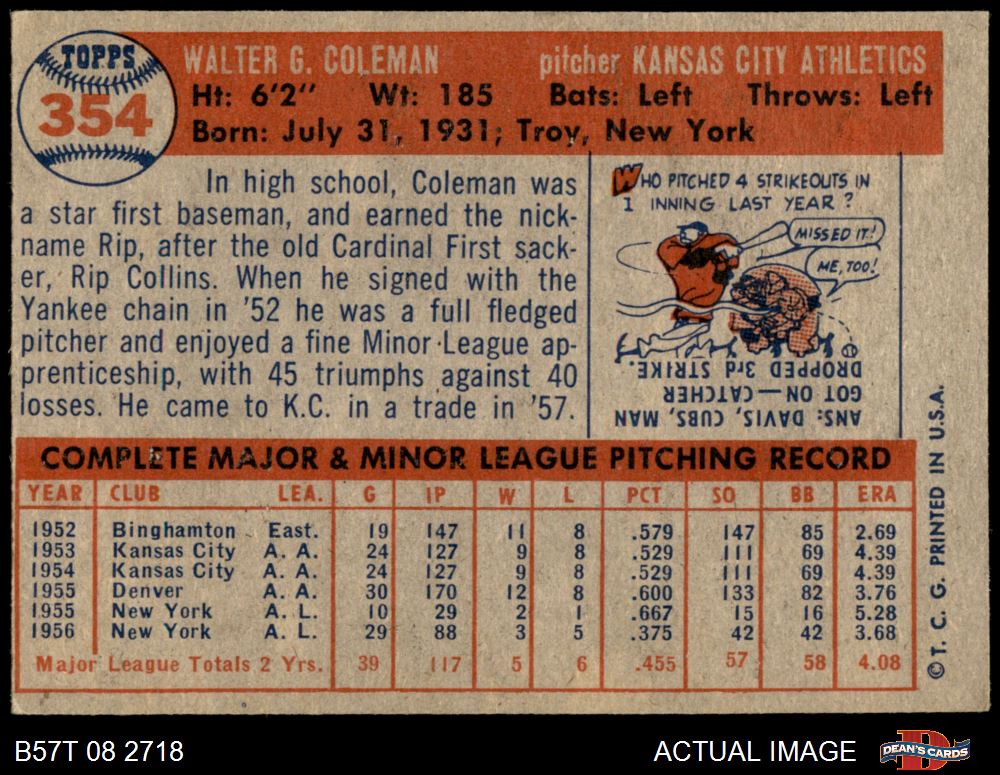 TOPPS
354
WALTER G. COLEMAN pitcher KANSAS CITY ATHLETICS
Ht: 6'2" Wt: 185 Bats: Left Throws: Left
Born: July 31, 1931; Troy, New York
In high school, Coleman was
a star first baseman, and earned the nick-
name Rip, after the old Cardinal First sack-
er, Rip Collins. When he signed with the
Yankee chain in '52 he was a full fledged
pitcher and enjoyed a fine Minor League ap-
prenticeship, with 45 triumphs against 40
losses. He came to K.C. in a trade in '57.
WHO PITCHED 4 STRIKEOUTS IN
1 INNING LAST YEAR?
MISSED IT!
ME, TOO!
ANS: DAVIS, CUBS, MAN
GOT ON—CATCHER
DROPPED 3rd STRIKE.
COMPLETE MAJOR & MINOR LEAGUE PITCHING RECORD
YEAR CLUB LEA. G IP W L PCT SO BB ERA
1952 Binghamton East. 19 147 11 8 .579 147 85 2.69
1953 Kansas City A. A. 24 127 9 8 .529 111 69 4.39
1954 Kansas City A. A. 24 127 9 8 .529 111 69 4.39
1955 Denver A. A. 30 170 12 8 .600 133 82 3.76
1955 New York A. L. 10 29 2 1 .667 15 16 5.28
1956 New York A. L. 29 88 3 5 .375 42 42 3.68
Major League Totals 2 Yrs. 39 117 5 6 .455 57 58 4.08
© T. C. G. PRINTED IN U.S.A.
B57T 08 2718 ACTUAL IMAGE
D
DEAN'S CARDS